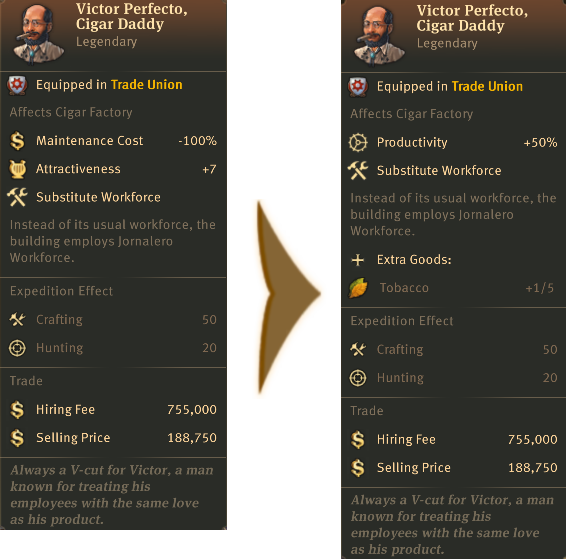 Victor Perfecto,
Cigar Daddy
Legendary
Equipped in Trade Union
Affects Cigar Factory
Maintenance Cost -100%
Attractiveness +7
Substitute Workforce
Instead of its usual workforce, the
building employs Jornalero
Workforce.
Expedition Effect
Crafting 50
Hunting 20
Trade
Hiring Fee 755,000
Selling Price 188,750
Always a V-cut for Victor, a man
known for treating his
employees with the same love
as his product.
Victor Perfecto,
Cigar Daddy
Legendary
Equipped in Trade Union
Affects Cigar Factory
Productivity +50%
Substitute Workforce
Instead of its usual workforce, the
building employs Jornalero
Workforce.
Extra Goods:
Tobacco +1/5
Expedition Effect
Crafting 50
Hunting 20
Trade
Hiring Fee 755,000
Selling Price 188,750
Always a V-cut for Victor, a man
known for treating his
employees with the same love
as his product.